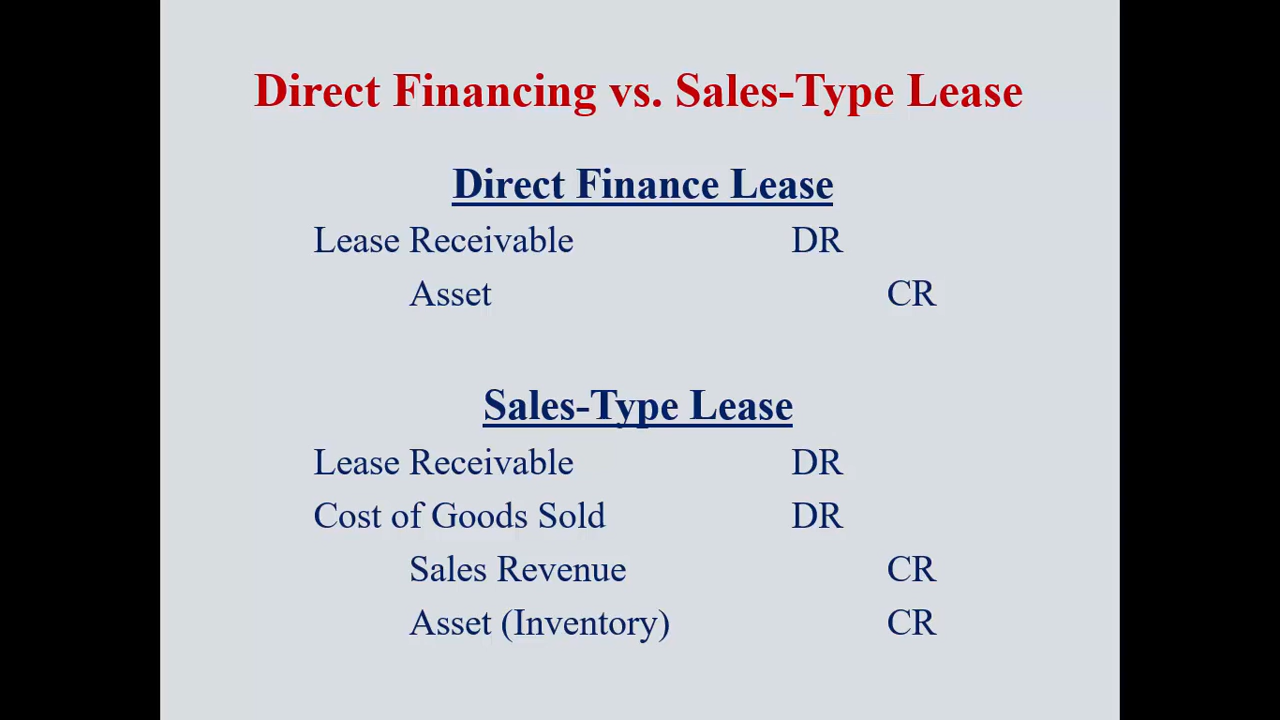 Direct Financing vs. Sales-Type Lease
Direct Finance Lease
Lease Receivable DR
Asset CR
Sales-Type Lease
Lease Receivable DR
Cost of Goods Sold DR
Sales Revenue CR
Asset (Inventory) CR